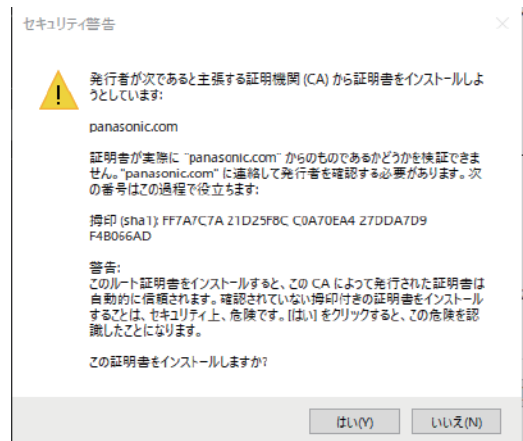 セキュリティ警告
発行者が次であると主張する証明機関 (CA) から証明書をインストールしよ
うとしています:
panasonic.com
証明書が実際に "panasonic.com" からのものであるかどうかを検証できま
せん。"panasonic.com" に連絡して発行者を確認する必要があります。次
の番号はこの過程で役立ちます:
拇印 (sha1): FF7A7C7A 21D25F8C C0A70EA4 27DDA7D9
F4B066AD
警告:
このルート証明書をインストールすると、この CA によって発行された証明書は
自動的に信頼されます。確認されていない拇印付きの証明書をインストール
することは、セキュリティ上、危険です。[はい] をクリックすると、この危険を認
識したことになります。
この証明書をインストールしますか?
はい(Y) いいえ(N)